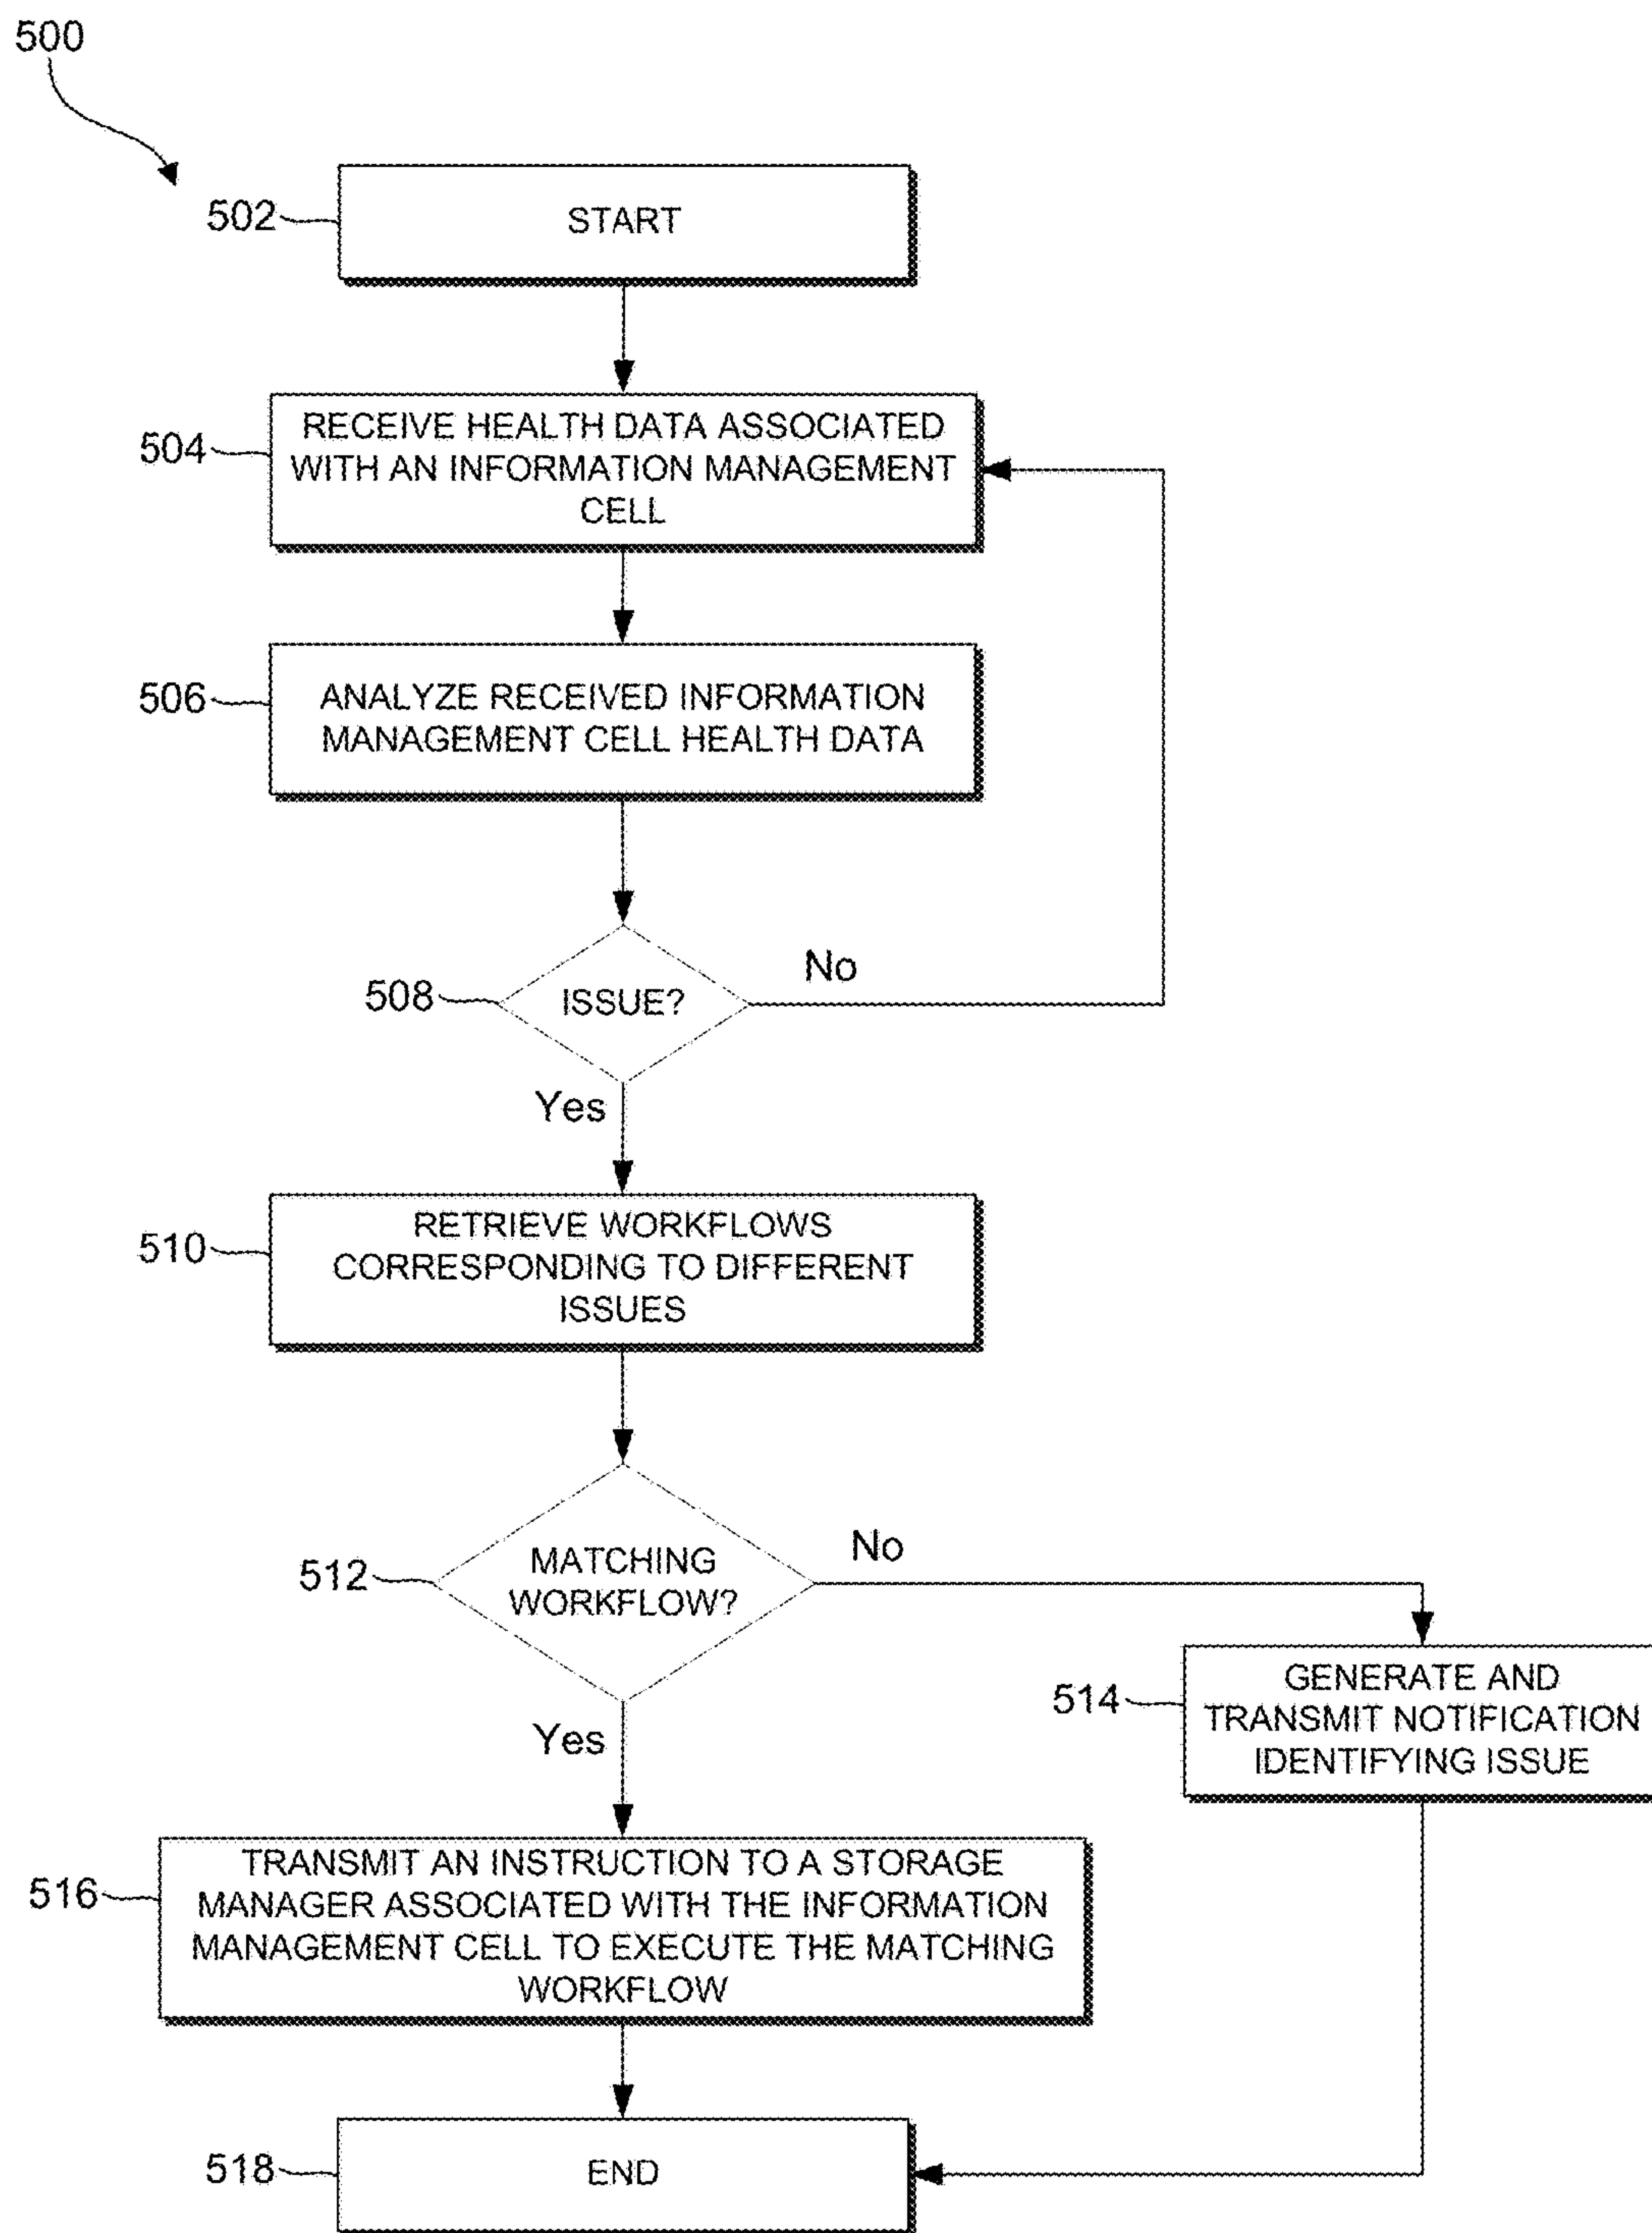 500
502
START
504
RECEIVE HEALTH DATA ASSOCIATED
WITH AN INFORMATION MANAGEMENT
CELL
506
ANALYZE RECEIVED INFORMATION
MANAGEMENT CELL HEALTH DATA
508
ISSUE?
No
Yes
510
RETRIEVE WORKFLOWS
CORRESPONDING TO DIFFERENT
ISSUES
512
MATCHING
WORKFLOW?
No
Yes
514
GENERATE AND
TRANSMIT NOTIFICATION
IDENTIFYING ISSUE
516
TRANSMIT AN INSTRUCTION TO A STORAGE
MANAGER ASSOCIATED WITH THE INFORMATION
MANAGEMENT CELL TO EXECUTE THE MATCHING
WORKFLOW
518
END